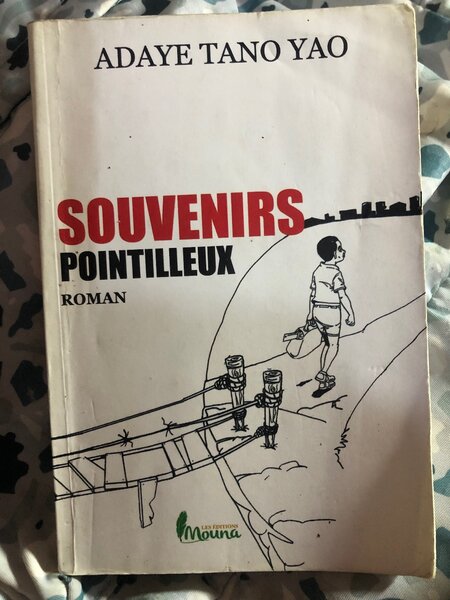 ADAYE TANO YAO
SOUVENIRS
POINTILLEUX
ROMAN
LES ÉDITIONS
Mouna